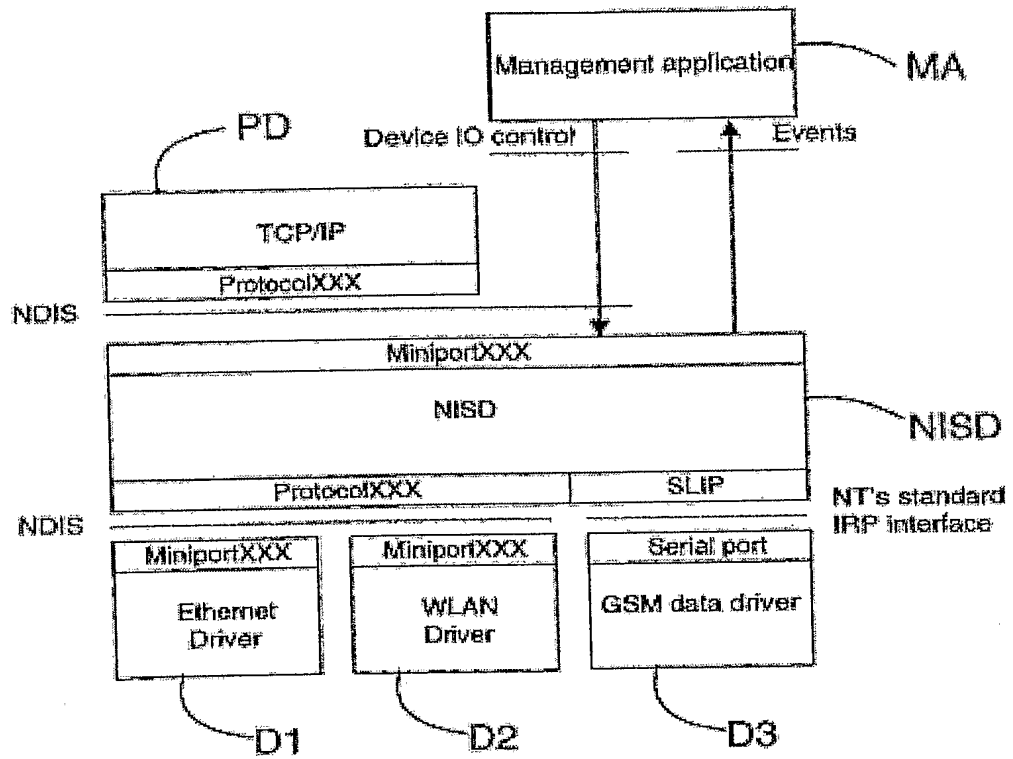 Management application
MA
PD
Device IO control
Events
TCP/IP
ProtocolXXX
NDIS
MiniportXXX
NISD
NISD
ProtocolXXX
SLIP
NT's standard
IRP interface
NDIS
MiniportXXX
MiniportXXX
Serial port
Ethernet
Driver
WLAN
Driver
GSM data driver
D1
D2
D3